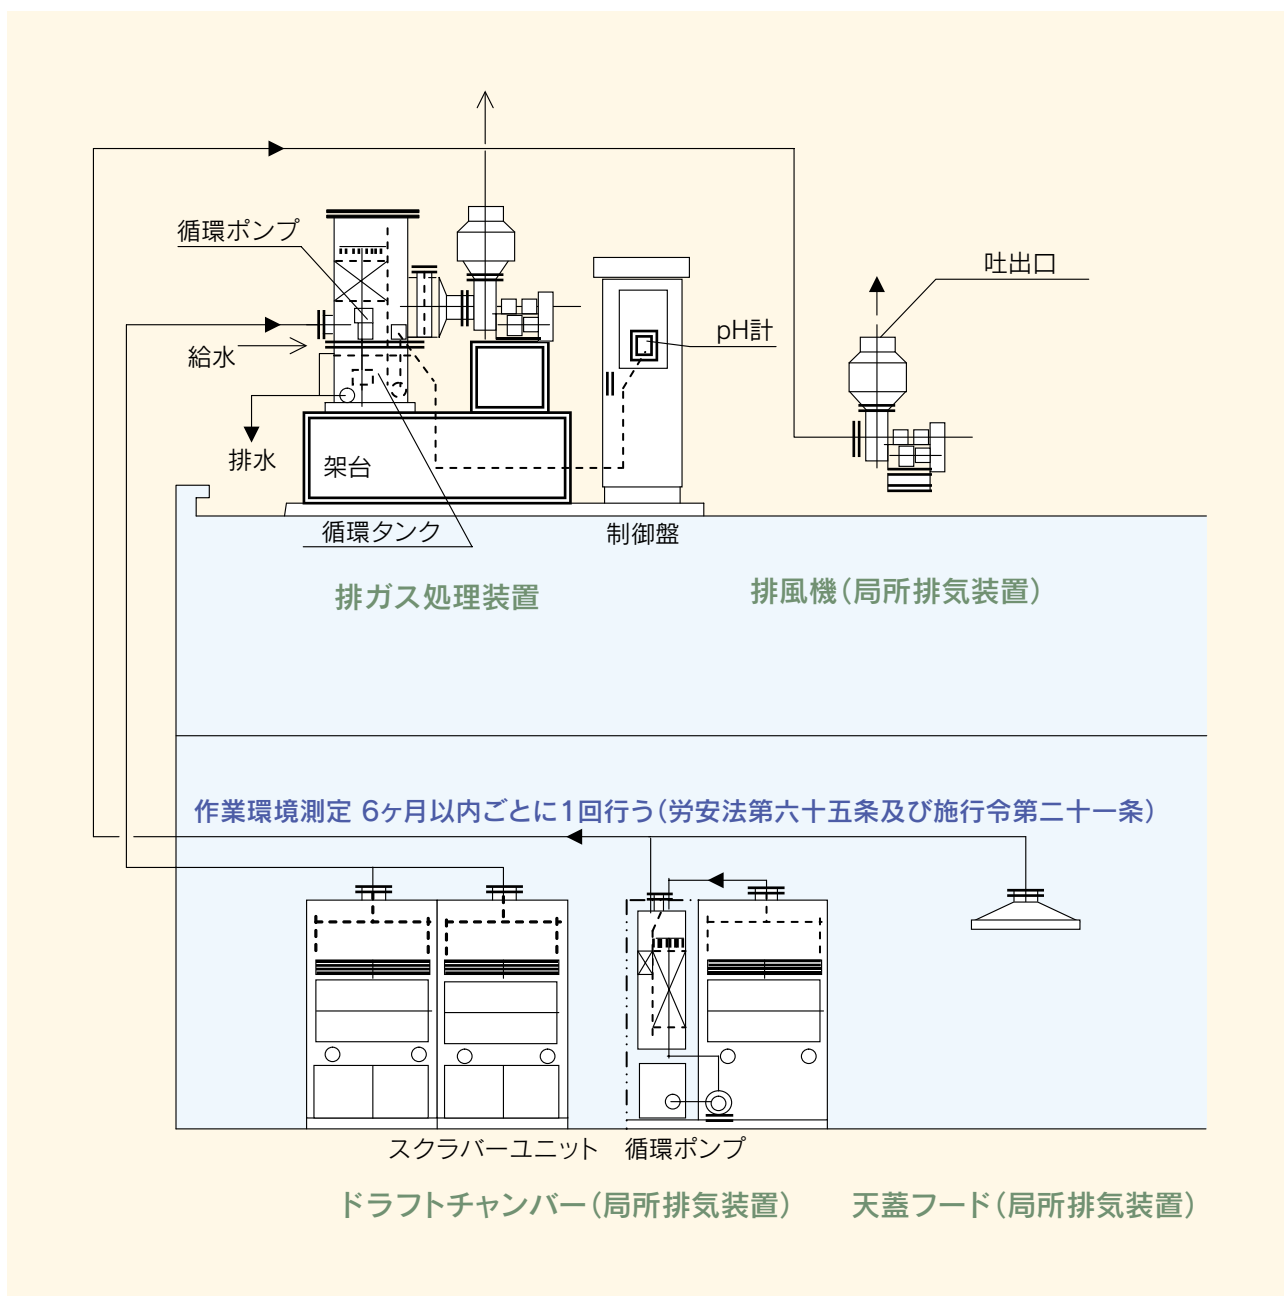 循環ポンプ
吐出口
pH計
給水
排水
架台
循環タンク
制御盤
排ガス処理装置
排風機(局所排気装置)
作業環境測定 6ヶ月以内ごとに1回行う(労安法第六十五条及び施行令第二十一条)
スクラバーユニット
循環ポンプ
ドラフトチャンバー(局所排気装置)
天蓋フード(局所排気装置)